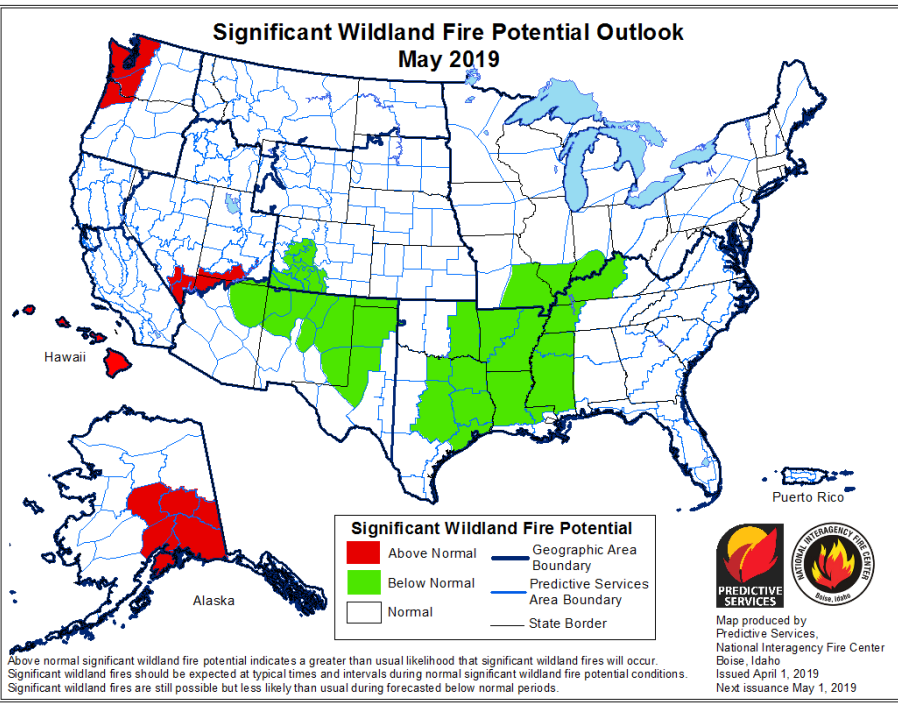 Significant Wildland Fire Potential Outlook
May 2019
Hawaii
Puerto Rico
Alaska
Significant Wildland Fire Potential
Above Normal
Below Normal
Normal
Geographic Area
Boundary
Predictive Services
Area Boundary
State Border
PREDICTIVE
SERVICES
NATIONAL INTERAGENCY FIRE CENTER
Boise, Idaho
Map produced by
Predictive Services,
National Interagency Fire Center
Boise, Idaho
Issued April 1, 2019
Next issuance May 1, 2019
Above normal significant wildland fire potential indicates a greater than usual likelihood that significant wildland fires will occur.
Significant wildland fires should be expected at typical times and intervals during normal significant wildland fire potential conditions.
Significant wildland fires are still possible but less likely than usual during forecasted below normal periods.